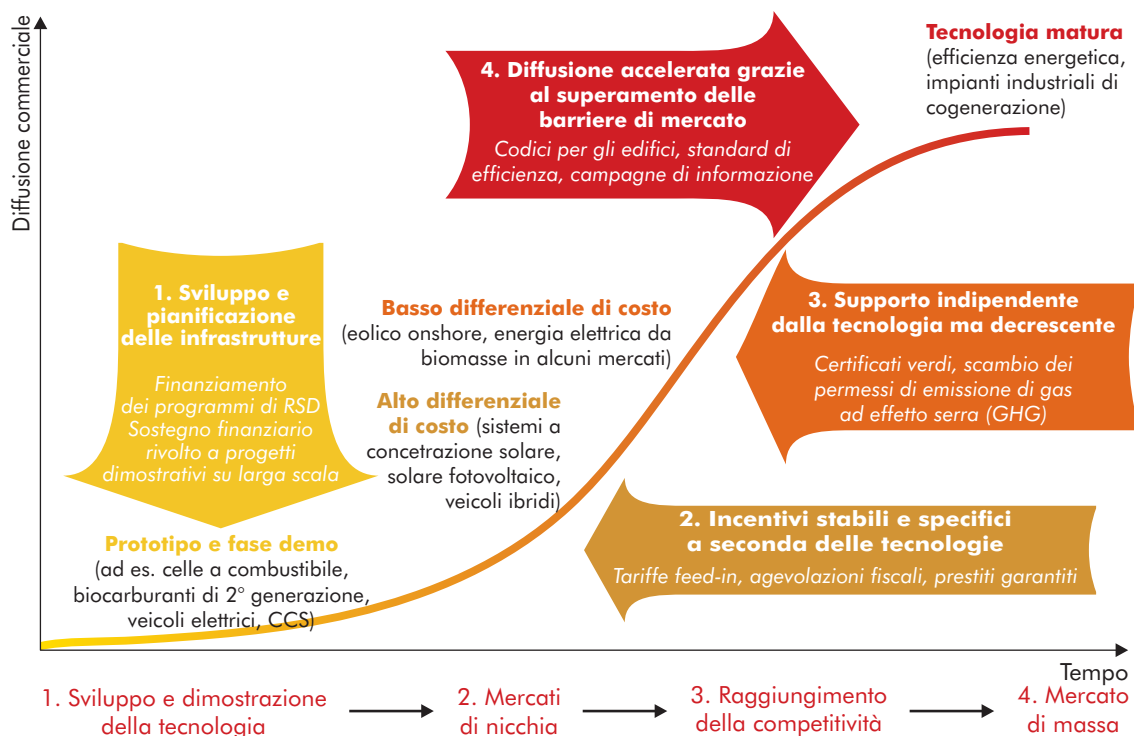 Diffusione commerciale
4. Diffusione accelerata grazie
al superamento delle
barriere di mercato
Codici per gli edifici, standard di
efficienza, campagne di informazione
Tecnologia matura
(efficienza energetica,
impianti industriali di
cogenerazione)
1. Sviluppo e
pianificazione
delle infrastrutture
Finanziamento
dei programmi di RSD
Sostegno finanziario
rivolto a progetti
dimostrativi su larga scala
Basso differenziale di costo
(eolico onshore, energia elettrica da
biomasse in alcuni mercati)
3. Supporto indipendente
dalla tecnologia ma decrescente
Certificati verdi, scambio dei
permessi di emissione di gas
ad effetto serra (GHG)
Alto differenziale
di costo (sistemi a
concetrazione solare,
solare fotovoltaico,
veicoli ibridi)
2. Incentivi stabili e specifici
a seconda delle tecnologie
Tariffe feed-in, agevolazioni fiscali, prestiti garantiti
Prototipo e fase demo
(ad es. celle a combustibile,
biocarburanti di 2° generazione,
veicoli elettrici, CCS)
Tempo
1. Sviluppo e dimostrazione
della tecnologia
2. Mercati
di nicchia
3. Raggiungimento
della competitività
4. Mercato
di massa